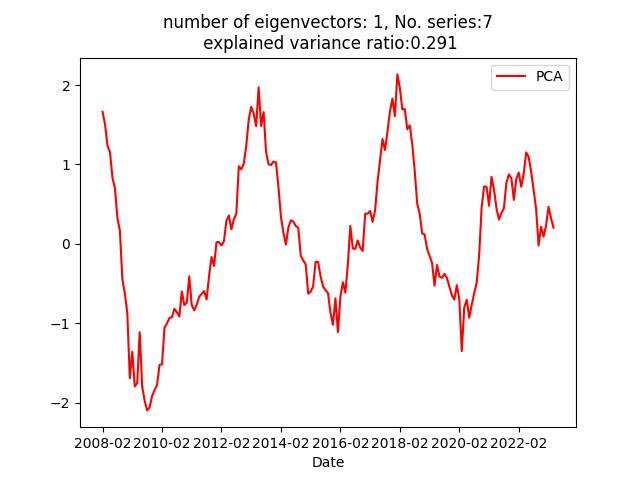 number of eigenvectors: 1, No. series:7
explained variance ratio:0.291
PCA
2
1
0
−1
−2
2008-02 2010-02 2012-02 2014-02 2016-02 2018-02 2020-02 2022-02
Date